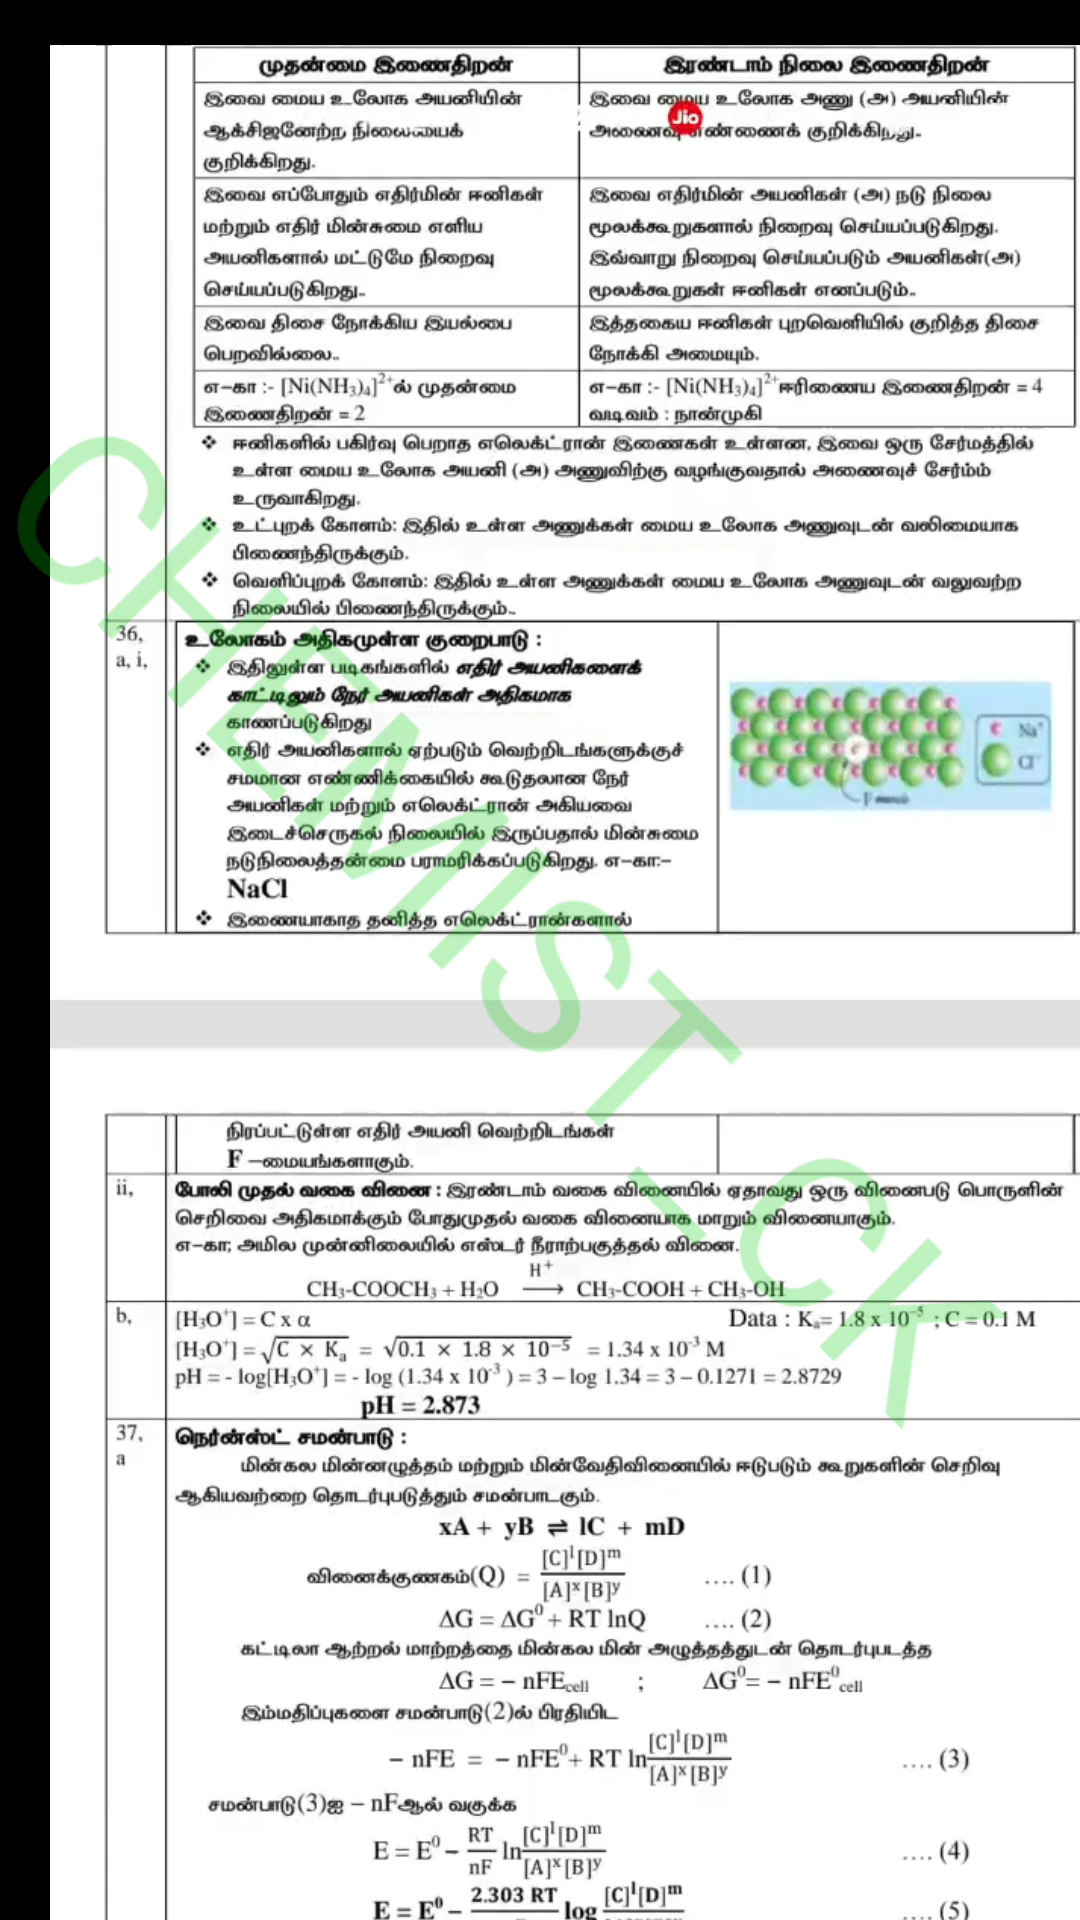 முதன்மை இணைதிறன்
இரண்டாம் நிலை இணைதிறன்
இவை மைய உலோக அயனியின்
ஆக்சிஜனேற்ற நிலையைக்
குறிக்கிறது.
இவை மைய உலோக அணு (அ) அயனியின்
அணைவு எண்ணைக் குறிக்கிறது.
Jio
இவை எப்போதும் எதிர்மின் ஈனிகள்
மற்றும் எதிர் மின்சுமை எளிய
அயனிகளால் மட்டுமே நிறைவு
செய்யப்படுகிறது..
இவை எதிர்மின் அயனிகள் (அ) நடு நிலை
மூலக்கூறுகளால் நிறைவு செய்யப்படுகிறது.
இவ்வாறு நிறைவு செய்யப்படும் அயனிகள்(அ)
மூலக்கூறுகள் ஈனிகள் எனப்படும்..
இவை திசை நோக்கிய இயல்பை
பெறவில்லை..
இத்தகைய ஈனிகள் புறவெளியில் குறித்த திசை
நோக்கி அமையும்.
எ-கா :- [Ni(NH₃)₄]²⁺ல் முதன்மை
இணைதிறன் = 2
எ-கா :- [Ni(NH₃)₄]²⁺ஈரிணைய இணைதிறன் = 4
வடிவம் : நான்முகி
❖ ஈனிகளில் பகிர்வு பெறாத எலெக்ட்ரான் இணைகள் உள்ளன, இவை ஒரு சேர்மத்தில்
உள்ள மைய உலோக அயனி (அ) அணுவிற்கு வழங்குவதால் அணைவுச் சேர்ம்ம்
உருவாகிறது.
❖ உட்புறக் கோளம்: இதில் உள்ள அணுக்கள் மைய உலோக அணுவுடன் வலிமையாக
பிணைந்திருக்கும்.
❖ வெளிப்புறக் கோளம்: இதில் உள்ள அணுக்கள் மைய உலோக அணுவுடன் வலுவற்ற
நிலையில் பிணைந்திருக்கும்..
36,
a, i,
உலோகம் அதிகமுள்ள குறைபாடு :
❖ இதிலுள்ள படிகங்களில் எதிர் அயனிகளைக்
காட்டிலும் நேர் அயனிகள் அதிகமாக
காணப்படுகிறது
❖ எதிர் அயனிகளால் ஏற்படும் வெற்றிடங்களுக்குச்
சமமான எண்ணிக்கையில் கூடுதலான நேர்
அயனிகள் மற்றும் எலெக்ட்ரான் அகியவை
இடைச்செருகல் நிலையில் இருப்பதால் மின்சுமை
நடுநிலைத்தன்மை பராமரிக்கப்படுகிறது. எ-கா:-
NaCl
❖ இணையாகாத தனித்த எலெக்ட்ரான்களால்
e Na⁺
Cl⁻
நிரப்பட்டுள்ள எதிர் அயனி வெற்றிடங்கள்
F –மையங்களாகும்.
ii,
போலி முதல் வகை வினை : இரண்டாம் வகை வினையில் ஏதாவது ஒரு வினைபடு பொருளின்
செறிவை அதிகமாக்கும் போதுமுதல் வகை வினையாக மாறும் வினையாகும்.
எ-கா; அமில முன்னிலையில் எஸ்டர் நீராற்பகுத்தல் வினை.
CH₃-COOCH₃ + H₂O —H⁺→ CH₃-COOH + CH₃-OH
b,
[H₃O⁺] = C x α Data : Kₐ= 1.8 x 10⁻⁵ ; C = 0.1 M
[H₃O⁺] = √(C × Kₐ) = √(0.1 × 1.8 × 10⁻⁵) = 1.34 x 10⁻³ M
pH = - log[H₃O⁺] = - log (1.34 x 10⁻³ ) = 3 – log 1.34 = 3 – 0.1271 = 2.8729
pH = 2.873
37,
a
நெர்ன்ஸ்ட் சமன்பாடு :
மின்கல மின்னழுத்தம் மற்றும் மின்வேதிவினையில் ஈடுபடும் கூறுகளின் செறிவு
ஆகியவற்றை தொடர்புபடுத்தும் சமன்பாடகும்.
xA + yB ⇌ lC + mD
வினைக்குணகம்(Q) = [C]ˡ[D]ᵐ / [A]ˣ[B]ʸ .... (1)
ΔG = ΔG⁰ + RT lnQ .... (2)
கட்டிலா ஆற்றல் மாற்றத்தை மின்கல மின் அழுத்தத்துடன் தொடர்புபடத்த
ΔG = – nFE_cell ; ΔG⁰= – nFE⁰_cell
இம்மதிப்புகளை சமன்பாடு(2)ல் பிரதியிட
– nFE = – nFE⁰+ RT ln [C]ˡ[D]ᵐ / [A]ˣ[B]ʸ .... (3)
சமன்பாடு(3)ஐ – nFஆல் வகுக்க
E = E⁰ – RT/nF ln [C]ˡ[D]ᵐ / [A]ˣ[B]ʸ .... (4)
E = E⁰ – 2.303 RT log [C]ˡ[D]ᵐ .... (5)
CHEMIST_CK